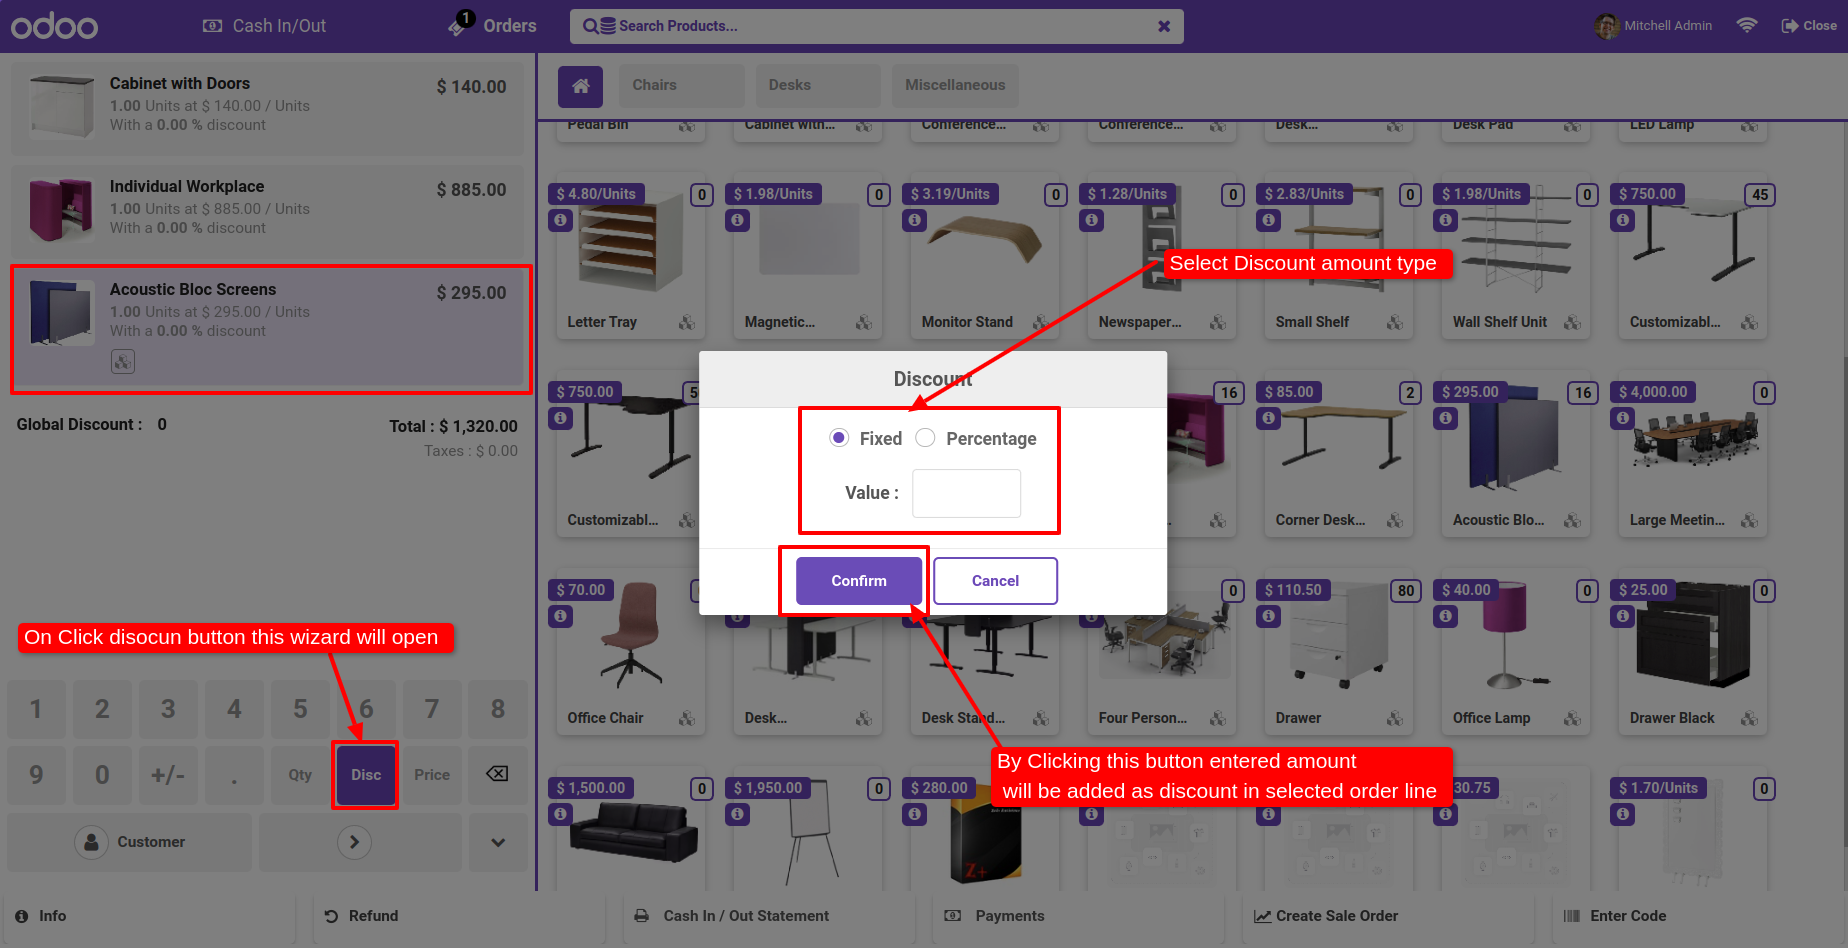 odoo
Cash In/Out
1
Orders
Search Products...
Mitchell Admin
Close
Cabinet with Doors
$ 140.00
1.00 Units at $ 140.00 / Units
With a 0.00 % discount
Individual Workplace
$ 885.00
1.00 Units at $ 885.00 / Units
With a 0.00 % discount
Acoustic Bloc Screens
$ 295.00
1.00 Units at $ 295.00 / Units
With a 0.00 % discount
Global Discount : 0
Total : $ 1,320.00
Taxes : $ 0.00
On Click disocun button this wizard will open
1 2 3 4 5 6 7 8
9 0 +/- . Qty Disc Price
Customer
Chairs
Desks
Miscellaneous
Pedal Bin
Cabinet with...
Conference...
Conference...
Desk...
Desk Pad
LED Lamp
$ 4.80/Units 0
$ 1.98/Units 0
$ 3.19/Units 0
$ 1.28/Units 0
$ 2.83/Units 0
$ 1.98/Units 0
$ 750.00 45
Select Discount amount type
Letter Tray
Magnetic...
Monitor Stand
Newspaper...
Small Shelf
Wall Shelf Unit
Customizabl...
Discount
Fixed
Percentage
Value :
Confirm
Cancel
$ 750.00
16
$ 85.00 2
$ 295.00 16
$ 4,000.00 0
Customizabl...
Corner Desk...
Acoustic Blo...
Large Meetin...
$ 70.00
0
$ 110.50 80
$ 40.00 0
$ 25.00 0
Office Chair
Desk...
Desk Stand...
Four Person...
Drawer
Office Lamp
Drawer Black
By Clicking this button entered amount
will be added as discount in selected order line
$ 1,500.00 0
$ 1,950.00 0
$ 280.00
30.75
$ 1.70/Units 0
Z+
Info
Refund
Cash In / Out Statement
Payments
Create Sale Order
Enter Code